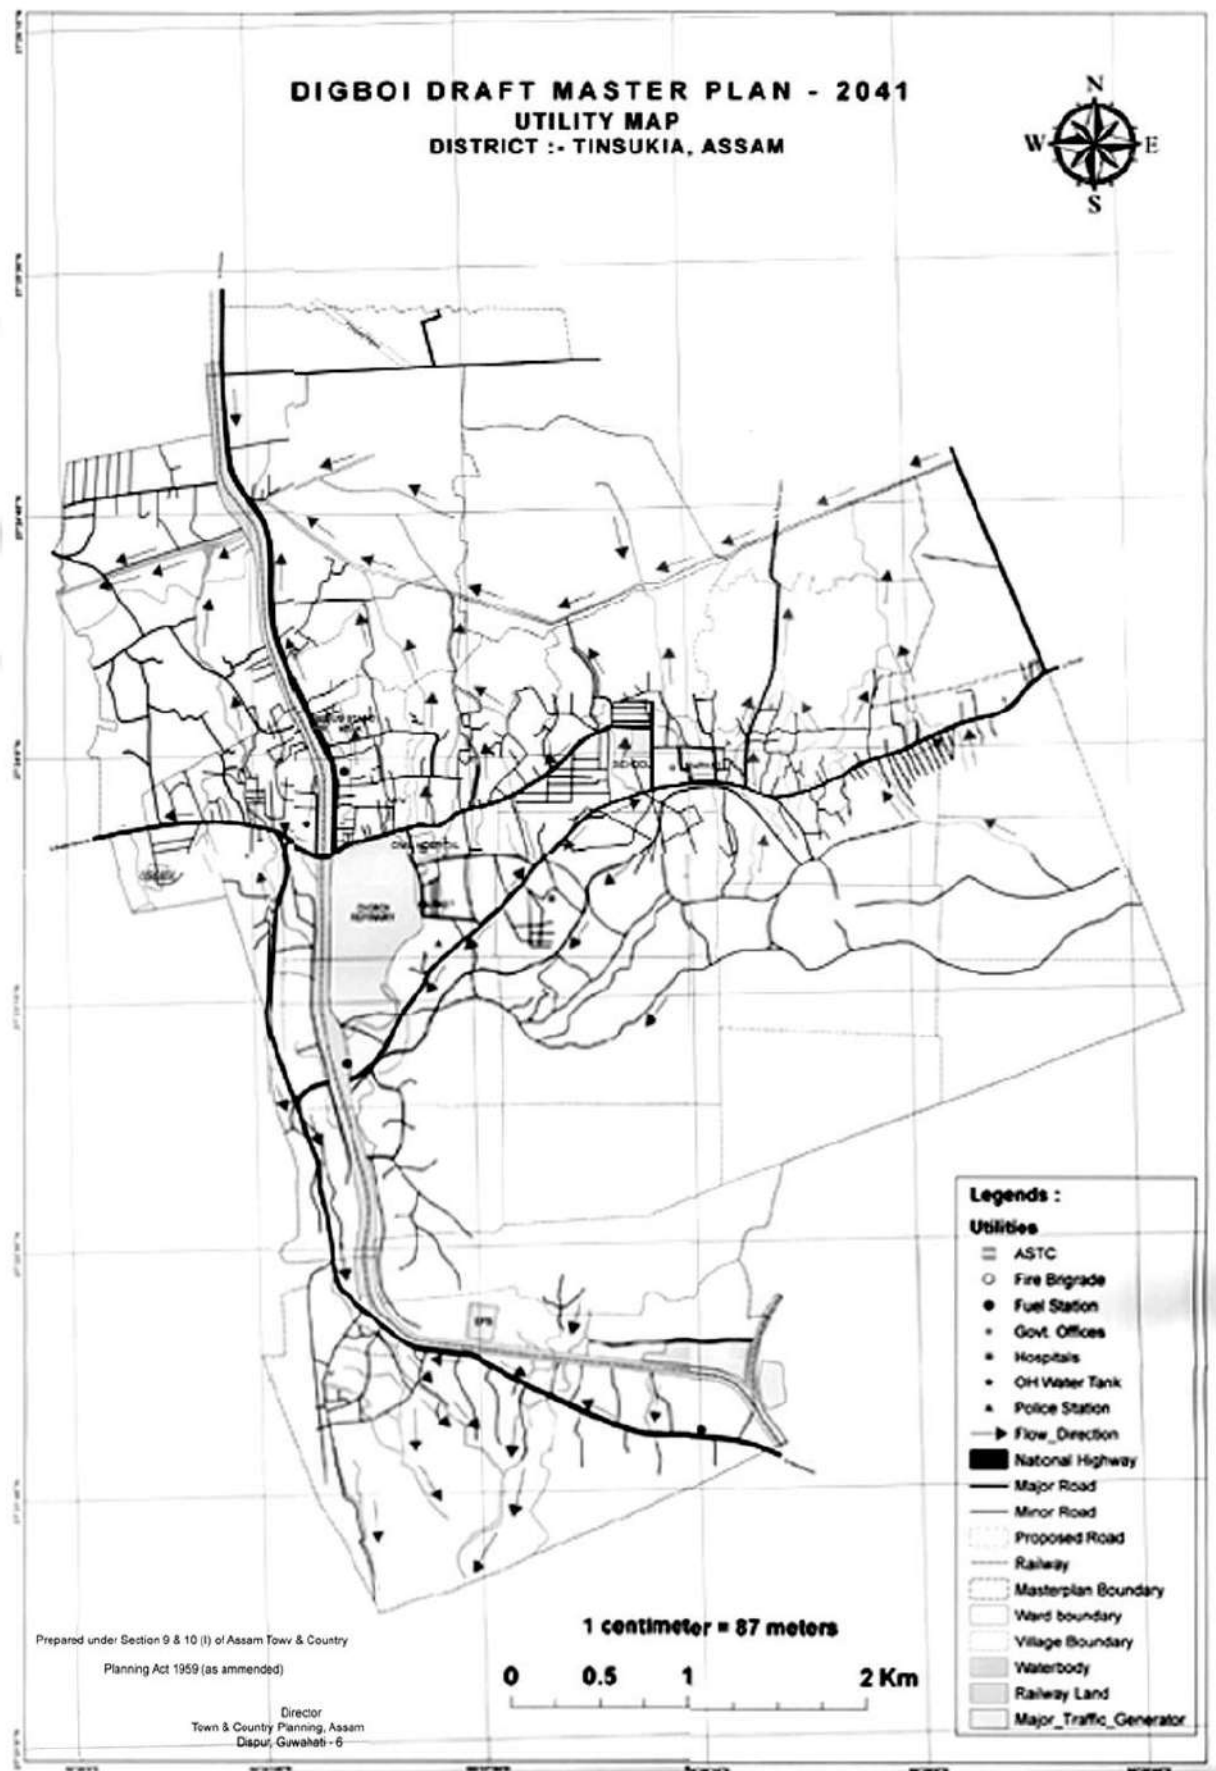 DIGBOI DRAFT MASTER PLAN - 2041
UTILITY MAP
DISTRICT :- TINSUKIA, ASSAM
N
W
E
S
SCHOOL
CIVIL HOSPITAL
DIGBOI
REFINERY
Legends :
Utilities
ASTC
Fire Brigrade
Fuel Station
Govt. Offices
Hospitals
OH Water Tank
Police Station
Flow_Direction
National Highway
Major Road
Minor Road
Proposed Road
Railway
Masterplan Boundary
Ward boundary
Village Boundary
Waterbody
Railway Land
Major_Traffic_Generator
1 centimeter = 87 meters
0 0.5 1 2 Km
Prepared under Section 9 & 10 (I) of Assam Towv & Country
Planning Act 1959 (as ammended)
Director
Town & Country Planning, Assam
Dispur, Guwahati - 6